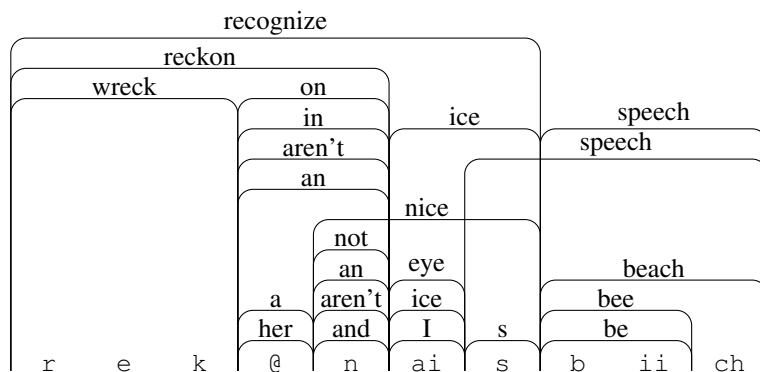 recognize
reckon
wreck on
in ice speech
aren't speech
an
nice
not
an eye beach
a aren't ice bee
her and I s be
r e k @ n ai s b ii ch